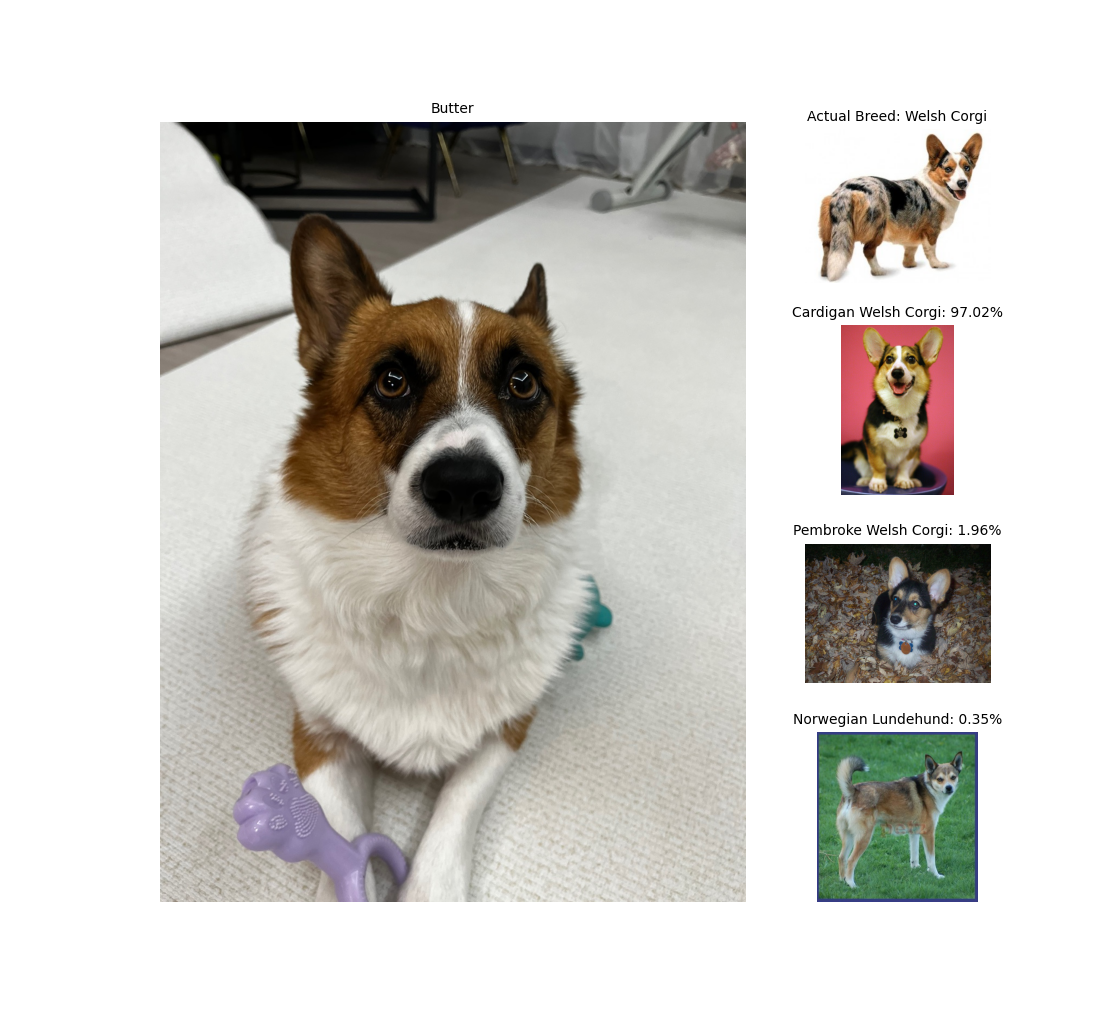 Butter
Actual Breed: Welsh Corgi
Cardigan Welsh Corgi: 97.02%
Pembroke Welsh Corgi: 1.96%
Norwegian Lundehund: 0.35%